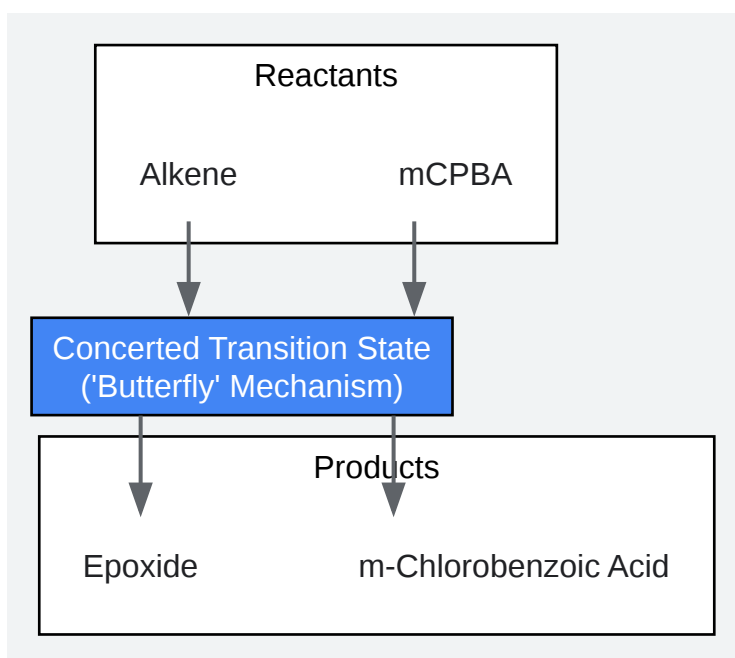 Reactants
Alkene
mCPBA
Concerted Transition State
('Butterfly' Mechanism)
Products
Epoxide
m-Chlorobenzoic Acid